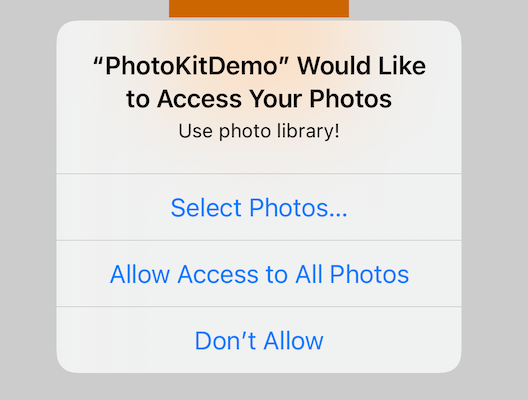 “PhotoKitDemo” Would Like
to Access Your Photos
Use photo library!
Select Photos...
Allow Access to All Photos
Don’t Allow